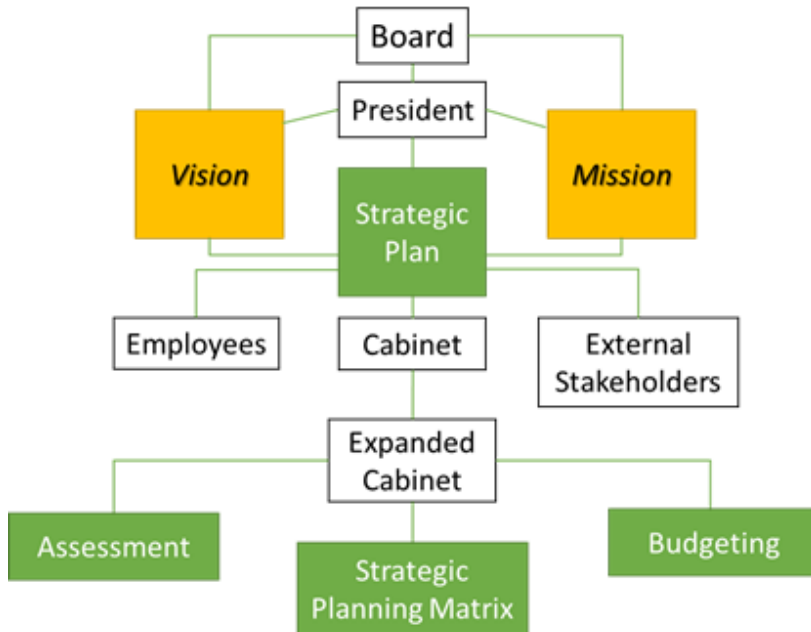 Board
President
Vision
Mission
Strategic
Plan
Employees
Cabinet
External
Stakeholders
Expanded
Cabinet
Assessment
Strategic
Planning Matrix
Budgeting